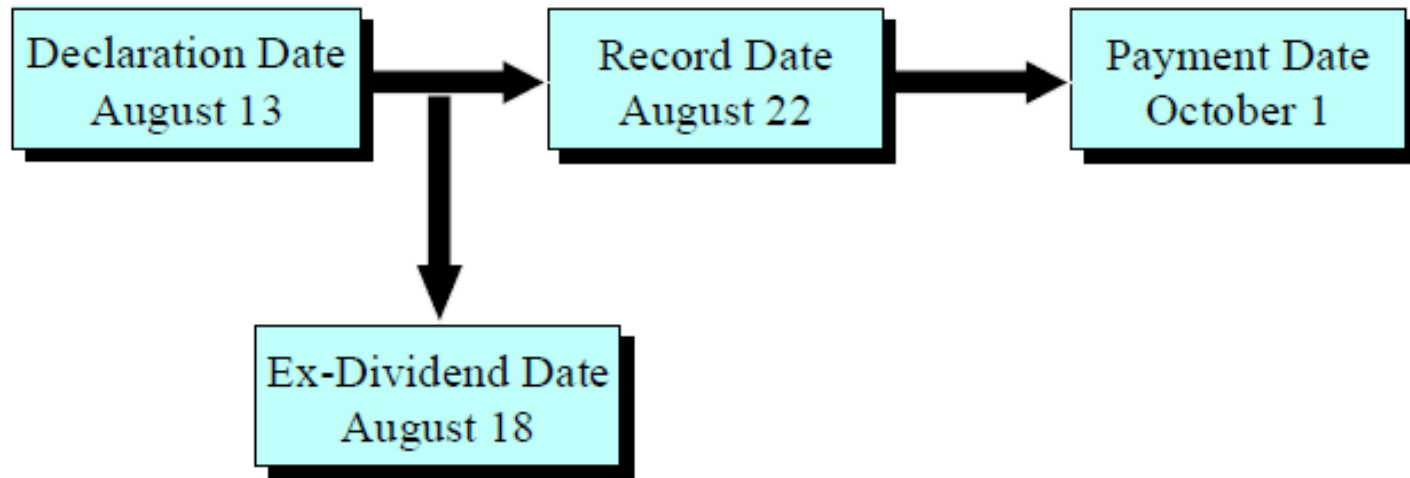 Declaration Date
August 13
Record Date
August 22
Payment Date
October 1
Ex-Dividend Date
August 18